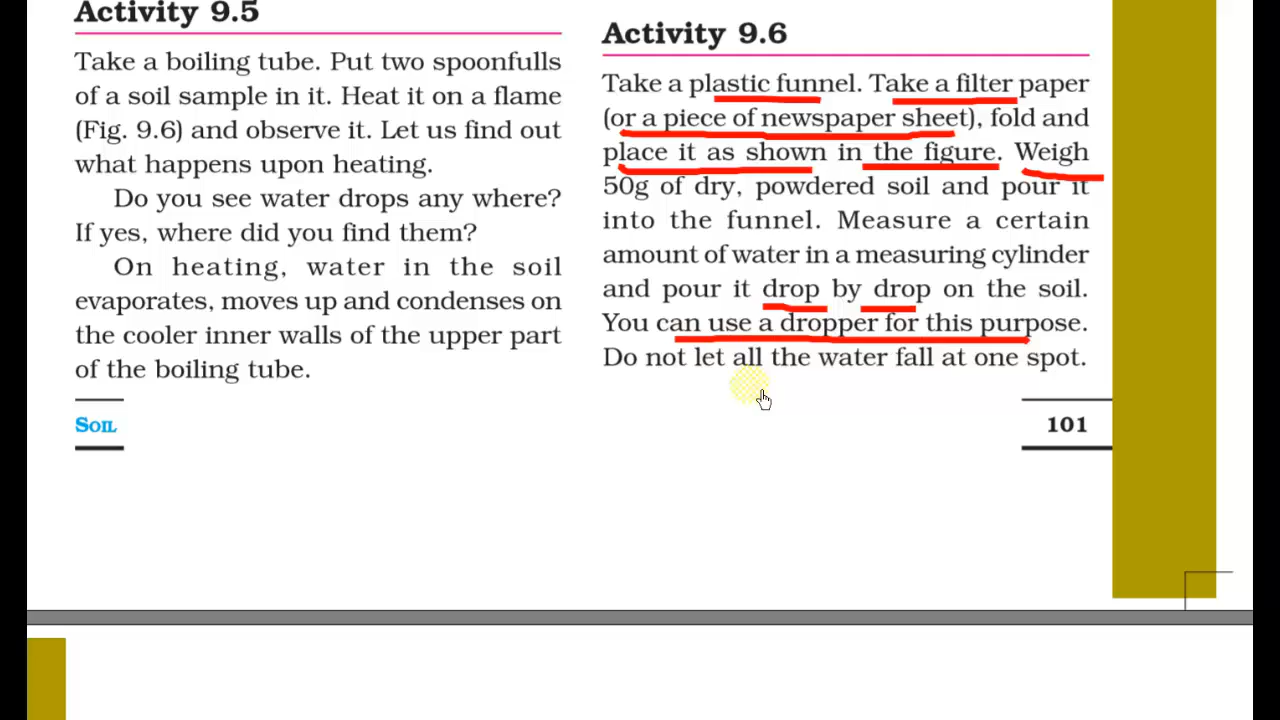 Activity 9.5
Take a boiling tube. Put two spoonfulls
of a soil sample in it. Heat it on a flame
(Fig. 9.6) and observe it. Let us find out
what happens upon heating.
Do you see water drops any where?
If yes, where did you find them?
On heating, water in the soil
evaporates, moves up and condenses on
the cooler inner walls of the upper part
of the boiling tube.
Activity 9.6
Take a plastic funnel. Take a filter paper
(or a piece of newspaper sheet), fold and
place it as shown in the figure. Weigh
50g of dry, powdered soil and pour it
into the funnel. Measure a certain
amount of water in a measuring cylinder
and pour it drop by drop on the soil.
You can use a dropper for this purpose.
Do not let all the water fall at one spot.
SOIL
101